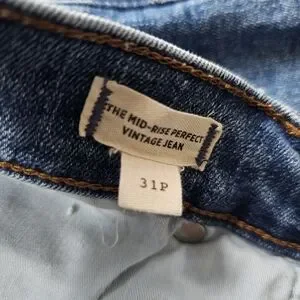 THE MID-RISE PERFECT
VINTAGE JEAN
31P